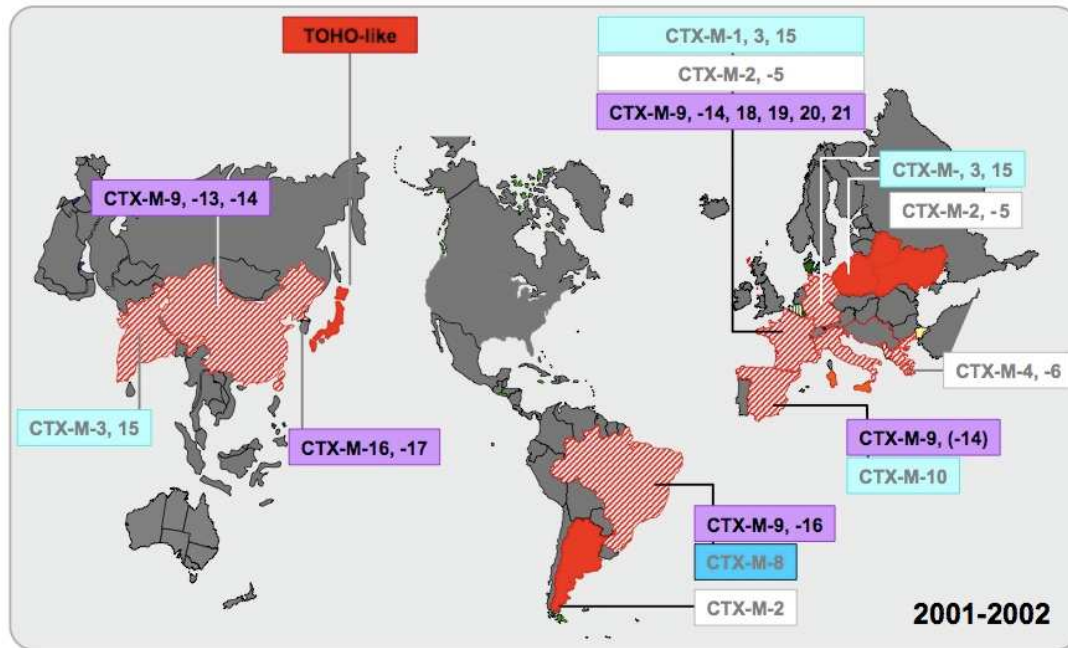 TOHO-like
CTX-M-1, 3, 15
CTX-M-2, -5
CTX-M-9, -14, 18, 19, 20, 21
CTX-M-, 3, 15
CTX-M-2, -5
CTX-M-9, -13, -14
CTX-M-4, -6
CTX-M-3, 15
CTX-M-16, -17
CTX-M-9, (-14)
CTX-M-10
CTX-M-9, -16
CTX-M-8
CTX-M-2
2001-2002